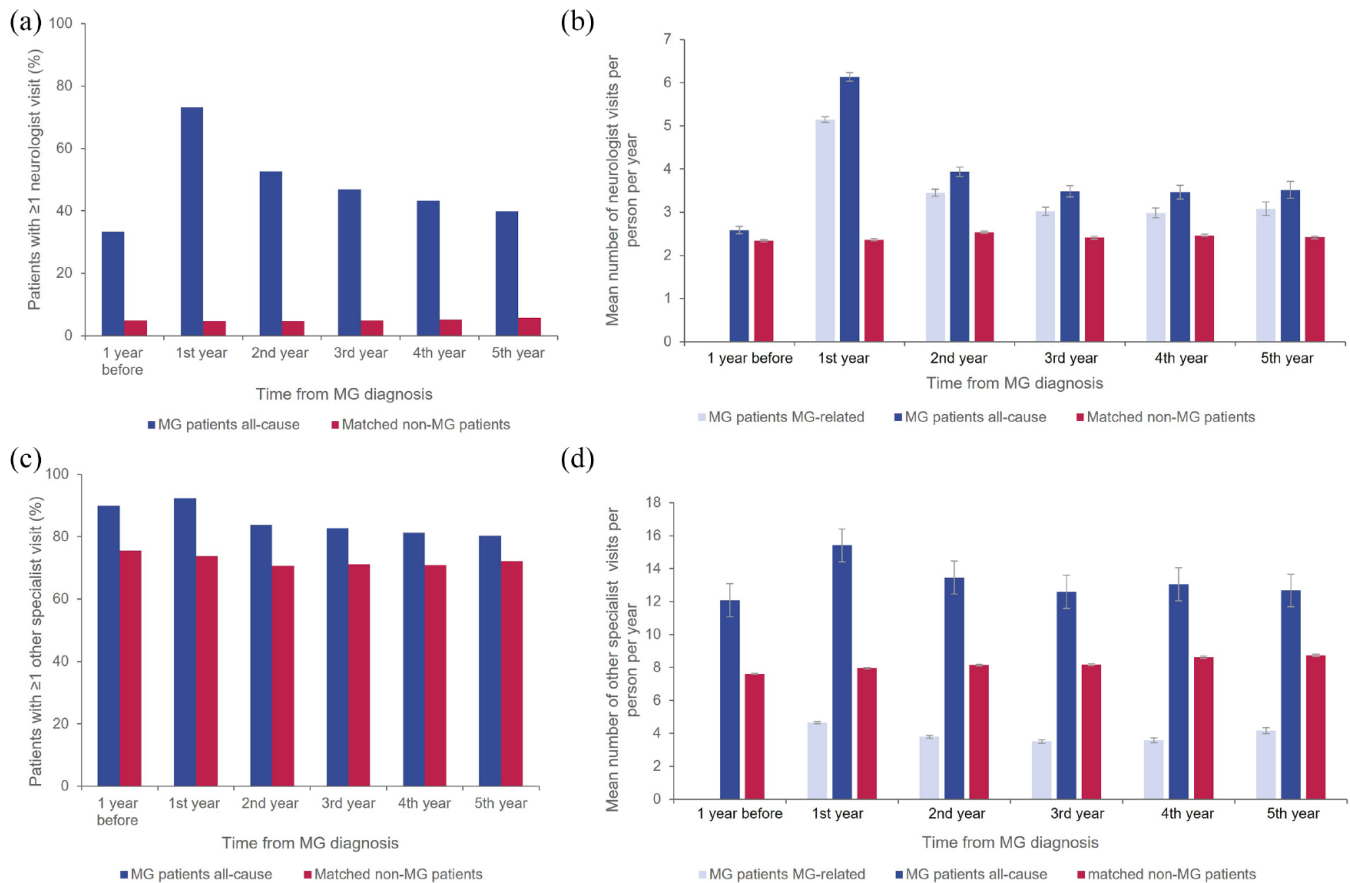 (a)
Patients with ≥1 neurologist visit (%)
100
80
60
40
20
0
1 year before
1st year
2nd year
3rd year
4th year
5th year
Time from MG diagnosis
MG patients all-cause
Matched non-MG patients
(b)
Mean number of neurologist visits per
person per year
7
6
5
4
3
2
1
0
1 year before
1st year
2nd year
3rd year
4th year
5th year
Time from MG diagnosis
MG patients MG-related
MG patients all-cause
Matched non-MG patients
(c)
Patients with ≥1 other specialist visit (%)
100
80
60
40
20
0
1 year
before
1st year
2nd year
3rd year
4th year
5th year
Time from MG diagnosis
MG patients all-cause
Matched non-MG patients
(d)
Mean number of other specialist visits per
person per year
18
16
14
12
10
8
6
4
2
0
1 year before
1st year
2nd year
3rd year
4th year
5th year
Time from MG diagnosis
MG patients MG-related
MG patients all-cause
matched non-MG patients